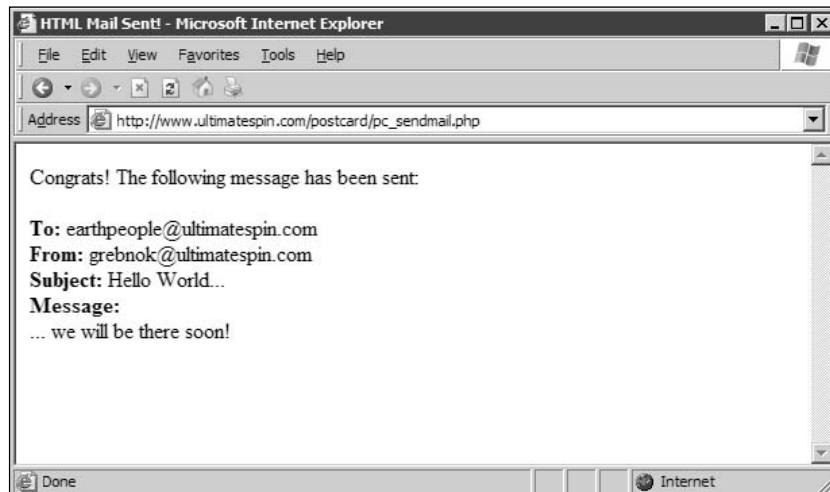 HTML Mail Sent! - Microsoft Internet Explorer
File Edit View Favorites Tools Help
Address http://www.ultimatespin.com/postcard/pc_sendmail.php
Congrats! The following message has been sent:
To: earthpeople@ultimatespin.com
From: grebnok@ultimatespin.com
Subject: Hello World...
Message:
... we will be there soon!
Done Internet